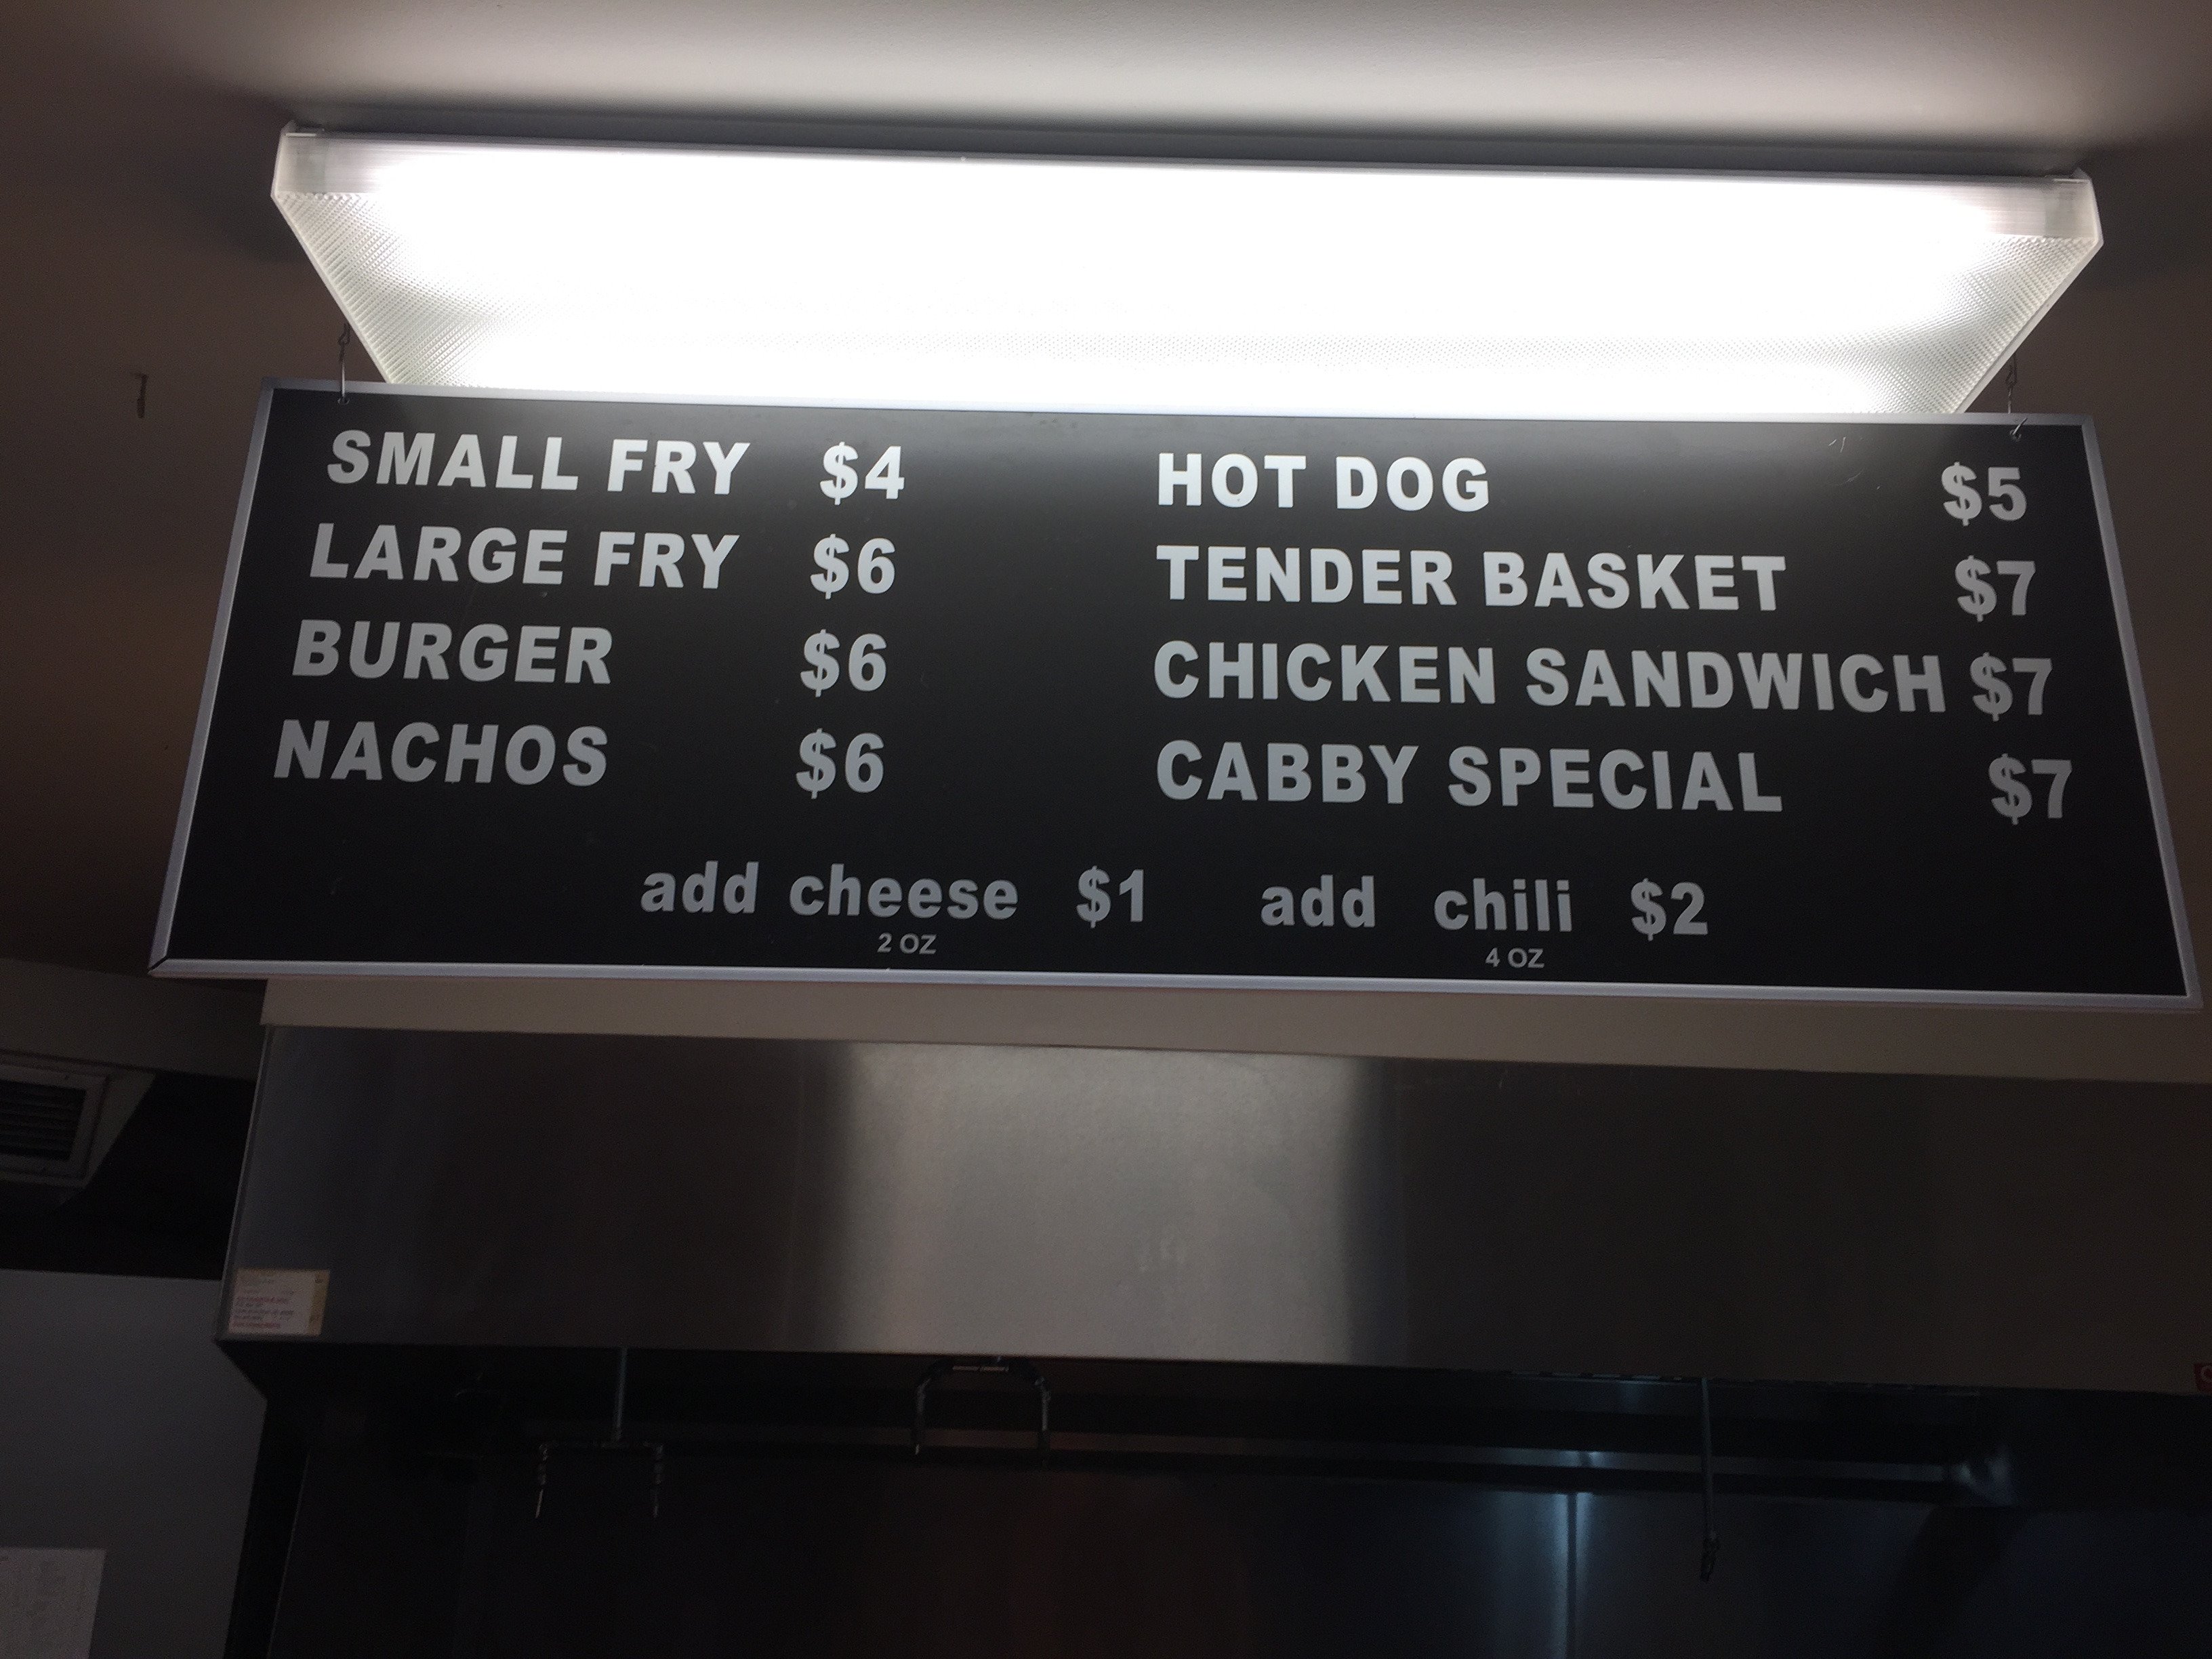 SMALL FRY $4
LARGE FRY $6
BURGER $6
NACHOS $6
HOT DOG $5
TENDER BASKET $7
CHICKEN SANDWICH $7
CABBY SPECIAL $7
add cheese $1 add chili $2
2 OZ 4 OZ